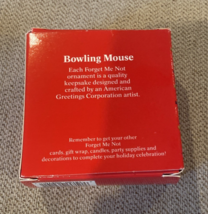 Bowling Mouse
Each Forget Me Not
ornament is a quality
keepsake designed and
crafted by an American
Greetings Corporation artist.
Remember to get your other
Forget Me Not
cards, gift wrap, candles, party supplies and
decorations to complete your holiday celebration!